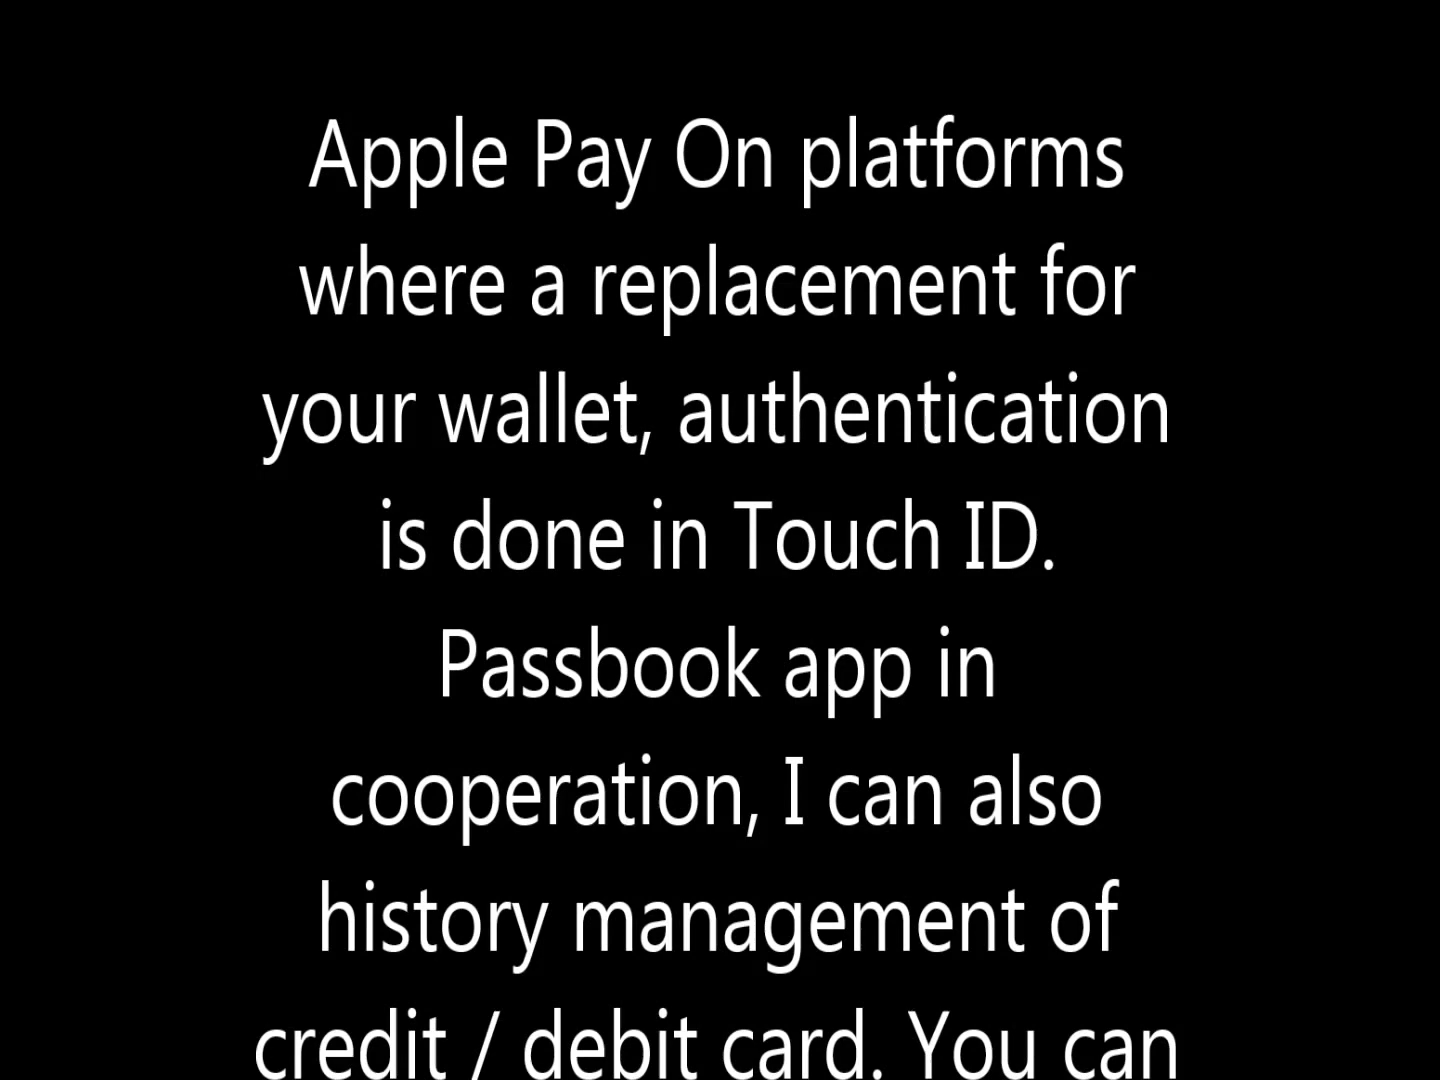 Apple Pay On platforms
where a replacement for
your wallet, authentication
is done in Touch ID.
Passbook app in
cooperation, I can also
history management of
credit / debit card. You can